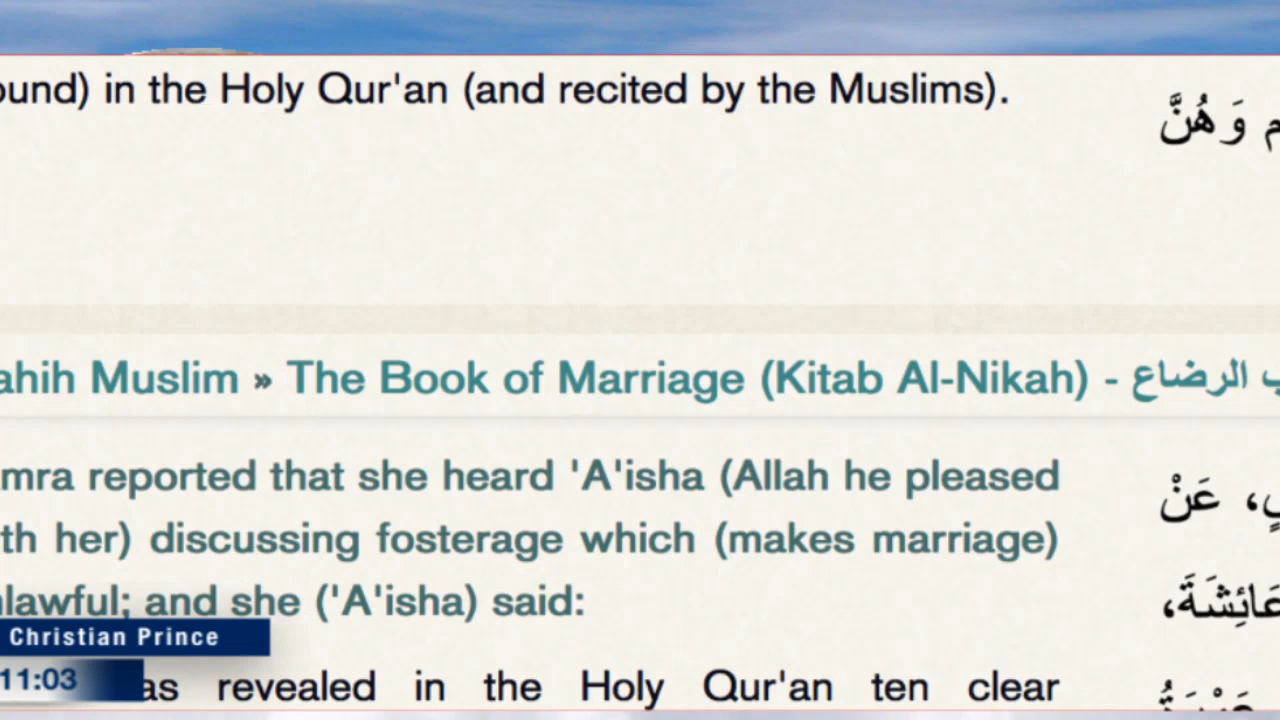 ound) in the Holy Qur'an (and recited by the Muslims).
م وَهُنَّ
ahih Muslim » The Book of Marriage (Kitab Al-Nikah) - ب الرضاع
mra reported that she heard 'A'isha (Allah he pleased
th her) discussing fosterage which (makes marriage)
nlawful; and she ('A'isha) said:
، عَنْ
عَائِشَةَ،
Christian Prince
11:03
as revealed in the Holy Qur'an ten clear